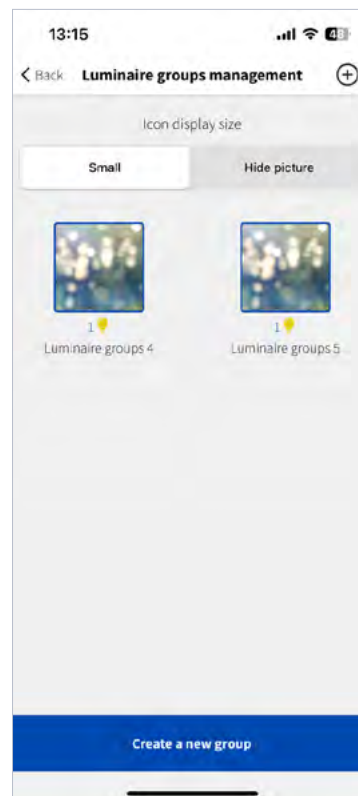 13:15
48
Back Luminaire groups management
Icon display size
Small Hide picture
1 1
Luminaire groups 4 Luminaire groups 5
Create a new group